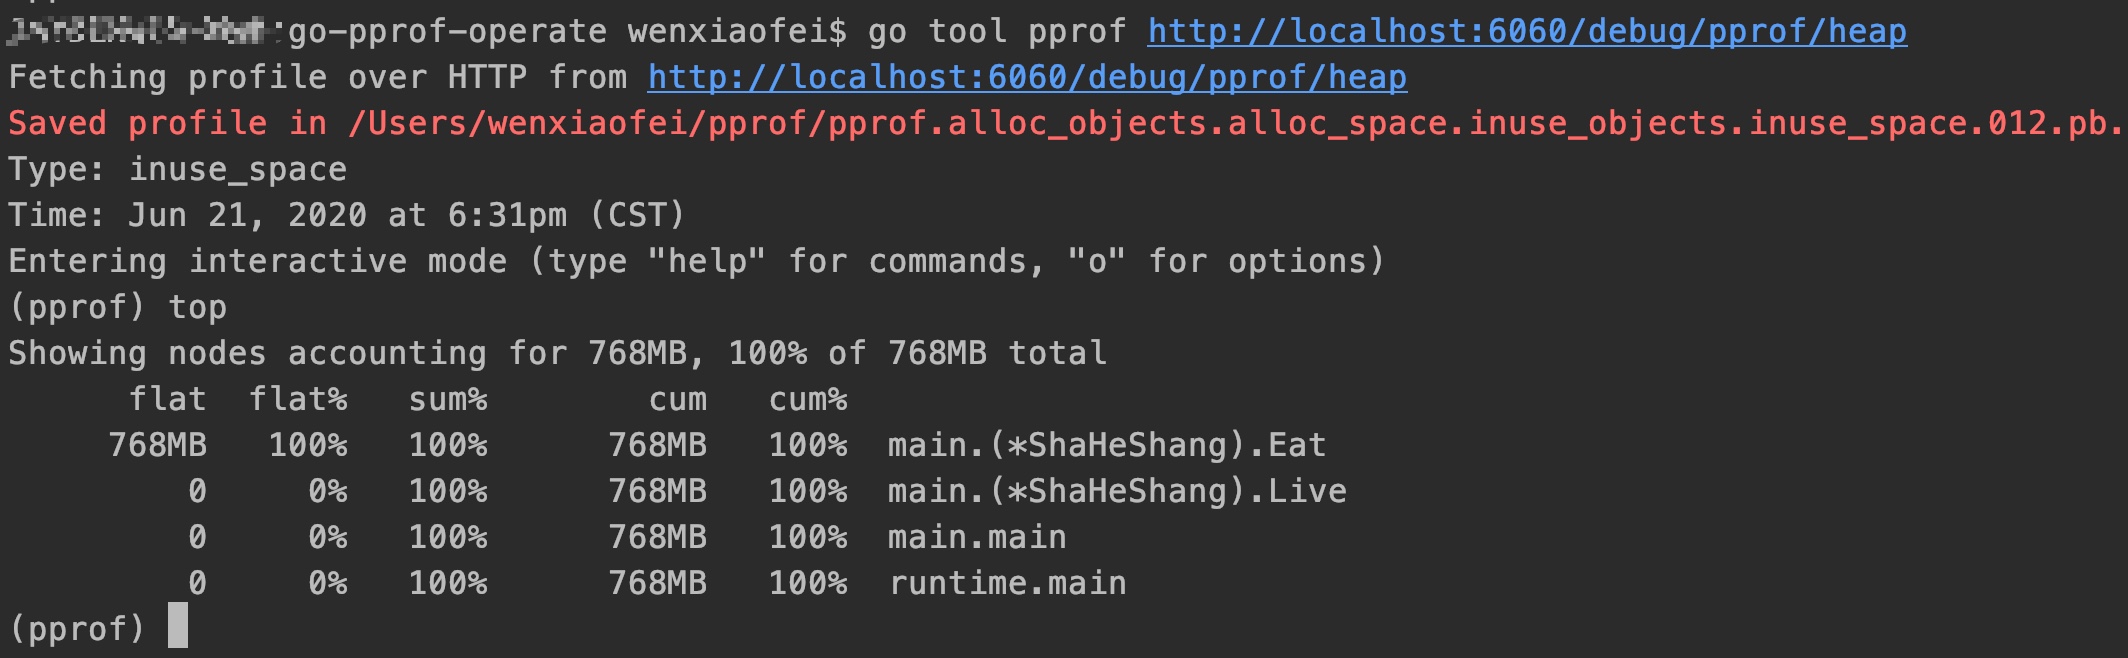 :go-pprof-operate wenxiaofei$ go tool pprof http://localhost:6060/debug/pprof/heap
Fetching profile over HTTP from http://localhost:6060/debug/pprof/heap
Saved profile in /Users/wenxiaofei/pprof/pprof.alloc_objects.alloc_space.inuse_objects.inuse_space.012.pb.
Type: inuse_space
Time: Jun 21, 2020 at 6:31pm (CST)
Entering interactive mode (type "help" for commands, "o" for options)
(pprof) top
Showing nodes accounting for 768MB, 100% of 768MB total
flat  flat%   sum%        cum   cum%
768MB   100%   100%      768MB   100%  main.(*ShaHeShang).Eat
0     0%   100%      768MB   100%  main.(*ShaHeShang).Live
0     0%   100%      768MB   100%  main.main
0     0%   100%      768MB   100%  runtime.main
(pprof)